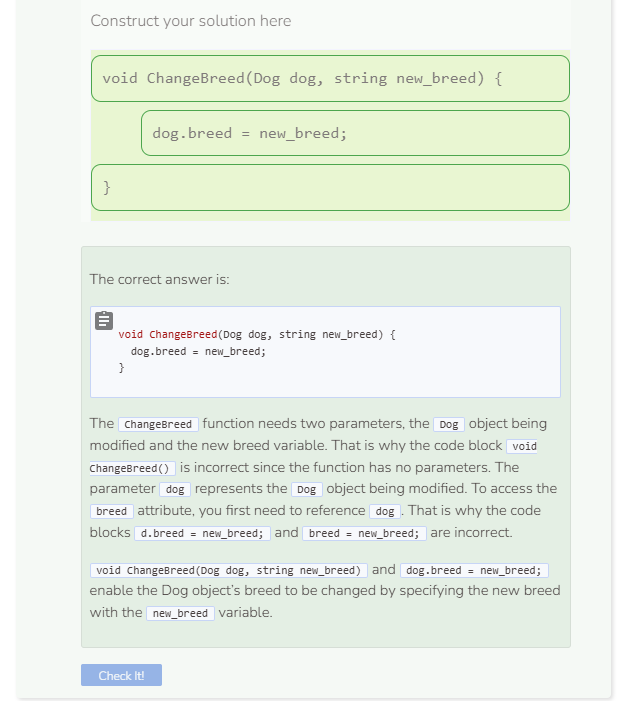 Construct your solution here
void ChangeBreed(Dog dog, string new_breed) {
dog.breed = new_breed;
}
The correct answer is:
void ChangeBreed(Dog dog, string new_breed) {
dog.breed = new_breed;
}
The ChangeBreed function needs two parameters, the Dog object being
modified and the new breed variable. That is why the code block void
ChangeBreed() is incorrect since the function has no parameters. The
parameter dog represents the Dog object being modified. To access the
breed attribute, you first need to reference dog. That is why the code
blocks d.breed = new_breed; and breed = new_breed; are incorrect.
void ChangeBreed(Dog dog, string new_breed) and dog.breed = new_breed;
enable the Dog object’s breed to be changed by specifying the new breed
with the new_breed variable.
Check It!